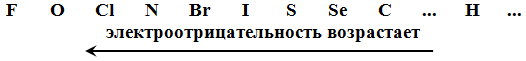 F O Cl N Br I S Se C ... H ...
электроотрицательность возрастает